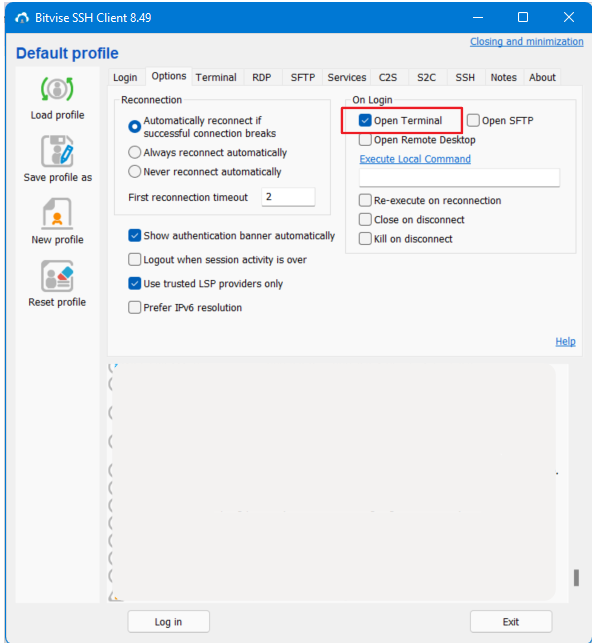 Bitvise SSH Client 8.49
Closing and minimization
Default profile
Load profile
Save profile as
New profile
Reset profile
Login Options Terminal RDP SFTP Services C2S S2C SSH Notes About
Reconnection
Automatically reconnect if
successful connection breaks
Always reconnect automatically
Never reconnect automatically
First reconnection timeout 2
Show authentication banner automatically
Logout when session activity is over
Use trusted LSP providers only
Prefer IPv6 resolution
On Login
Open Terminal Open SFTP
Open Remote Desktop
Execute Local Command
Re-execute on reconnection
Close on disconnect
Kill on disconnect
Help
Log in
Exit